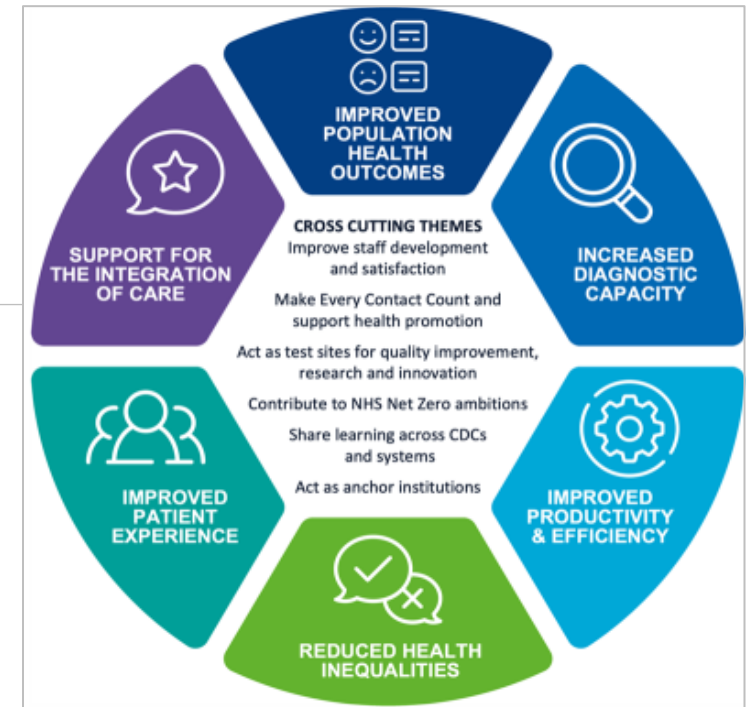 IMPROVED
POPULATION
HEALTH
OUTCOMES
INCREASED
DIAGNOSTIC
CAPACITY
IMPROVED
PRODUCTIVITY
& EFFICIENCY
REDUCED HEALTH
INEQUALITIES
IMPROVED
PATIENT
EXPERIENCE
SUPPORT FOR
THE INTEGRATION
OF CARE
CROSS CUTTING THEMES
Improve staff development
and satisfaction
Make Every Contact Count and
support health promotion
Act as test sites for quality improvement,
research and innovation
Contribute to NHS Net Zero ambitions
Share learning across CDCs
and systems
Act as anchor institutions